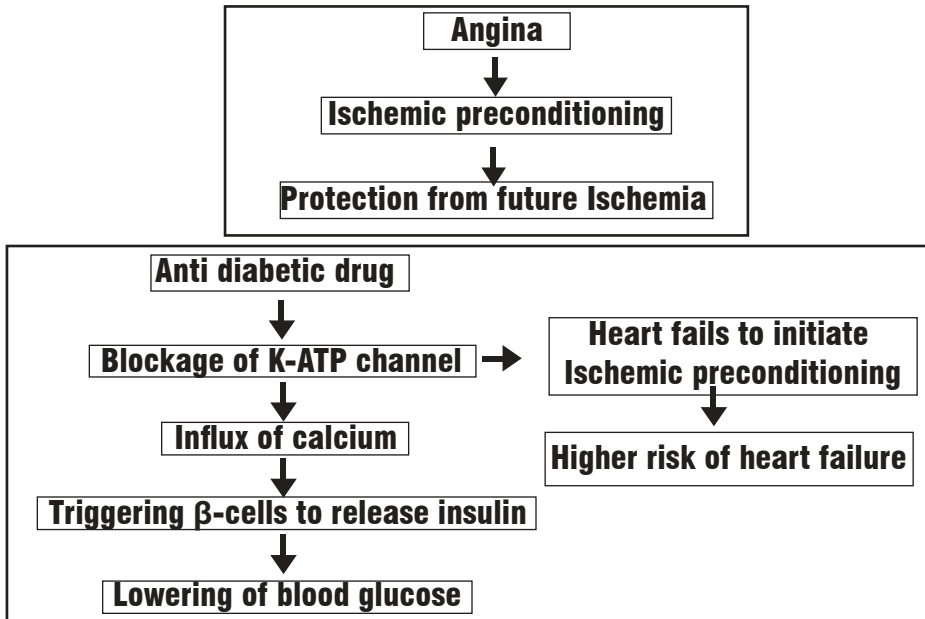 Angina
Ischemic preconditioning
Protection from future Ischemia
Anti diabetic drug
Blockage of K-ATP channel
Heart fails to initiate
Ischemic preconditioning
Influx of calcium
Higher risk of heart failure
Triggering β-cells to release insulin
Lowering of blood glucose